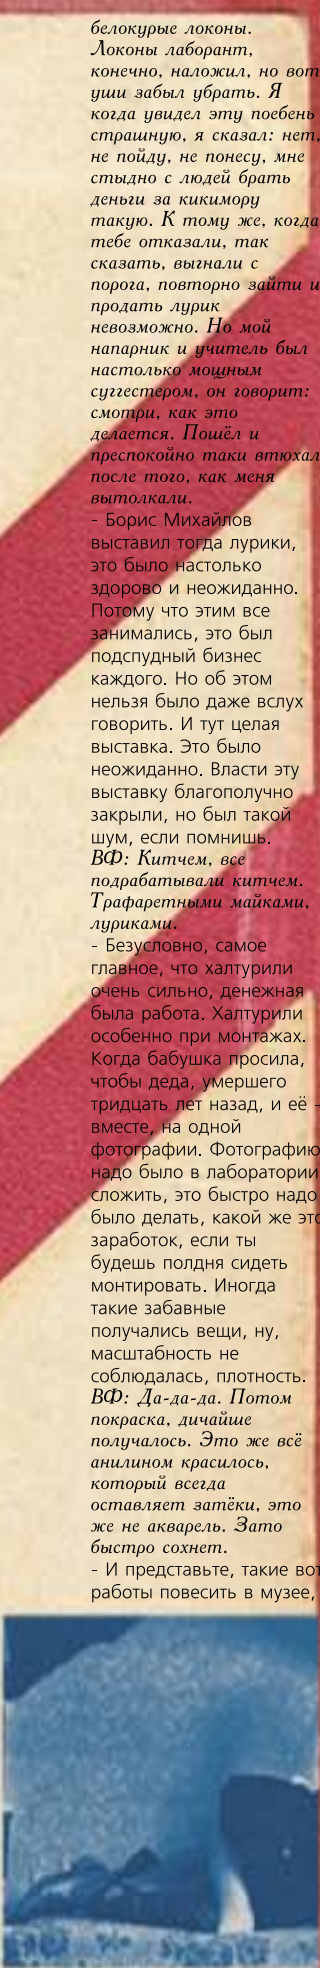 белокурые локоны.
Локоны лаборант,
конечно, наложил, но вот
уши забыл убрать. Я
когда увидел эту поебень
страшную, я сказал: нет,
не пойду, не понесу, мне
стыдно с людей брать
деньги за кикимору
такую. К тому же, когда
тебе отказали, так
сказать, выгнали с
порога, повторно зайти и
продать лурик
невозможно. Но мой
напарник и учитель был
настолько мощным
суггестером, он говорит:
смотри, как это
делается. Пошёл и
преспокойно таки втюхал
после того, как меня
вытолкали.
- Борис Михайлов
выставил тогда лурики,
это было настолько
здорово и неожиданно.
Потому что этим все
занимались, это был
подспудный бизнес
каждого. Но об этом
нельзя было даже вслух
говорить. И тут целая
выставка. Это было
неожиданно. Власти эту
выставку благополучно
закрыли, но был такой
шум, если помнишь.
ВФ: Китчем, все
подрабатывали китчем.
Трафаретными майками,
луриками.
- Безусловно, самое
главное, что халтурили
очень сильно, денежная
была работа. Халтурили
особенно при монтажах.
Когда бабушка просила,
чтобы деда, умершего
тридцать лет назад, и её -
вместе, на одной
фотографии. Фотографию
надо было в лаборатории
сложить, это быстро надо
было делать, какой же это
заработок, если ты
будешь полдня сидеть
монтировать. Иногда
такие забавные
получались вещи, ну,
масштабность не
соблюдалась, плотность.
ВФ: Да-да-да. Потом
покраска, дичайше
получалось. Это же всё
анилином красилось,
который всегда
оставляет затёки, это
же не акварель. Зато
быстро сохнет.
- И представьте, такие вот
работы повесить в музее,